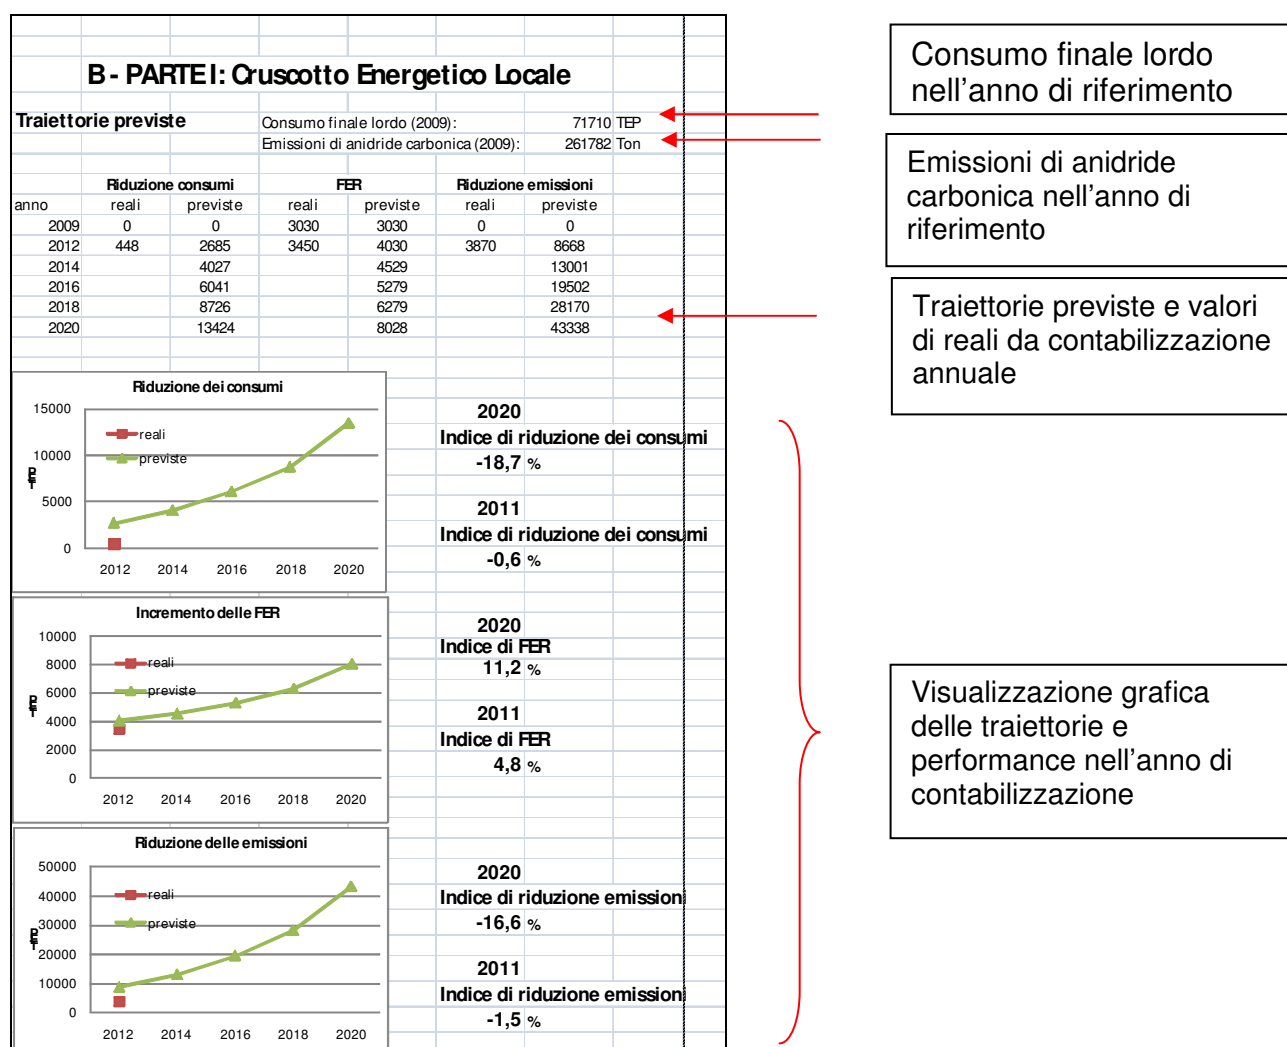 B - PARTE I: Cruscotto Energetico Locale
Traiettorie previste
Consumo finale lordo (2009): 71710 TEP
Emissioni di anidride carbonica (2009): 261782 Ton
Riduzione consumi FER Riduzione emissioni
anno reali previste reali previste reali previste
2009 0 0 3030 3030 0 0
2012 448 2685 3450 4030 3870 8668
2014 4027 4529 13001
2016 6041 5279 19502
2018 8726 6279 28170
2020 13424 8028 43338
Riduzione dei consumi
15000
10000
5000
0
TEP
reali
previste
2012 2014 2016 2018 2020
2020
Indice di riduzione dei consumi
-18,7 %
2011
Indice di riduzione dei consumi
-0,6 %
Incremento delle FER
10000
8000
6000
4000
2000
0
TEP
reali
previste
2012 2014 2016 2018 2020
2020
Indice di FER
11,2 %
2011
Indice di FER
4,8 %
Riduzione delle emissioni
50000
40000
30000
20000
10000
0
TEP
reali
previste
2012 2014 2016 2018 2020
2020
Indice di riduzione emissioni
-16,6 %
2011
Indice di riduzione emissioni
-1,5 %
Consumo finale lordo
nell'anno di riferimento
Emissioni di anidride
carbonica nell'anno di
riferimento
Traiettorie previste e valori
di reali da contabilizzazione
annuale
Visualizzazione grafica
delle traiettorie e
performance nell'anno di
contabilizzazione